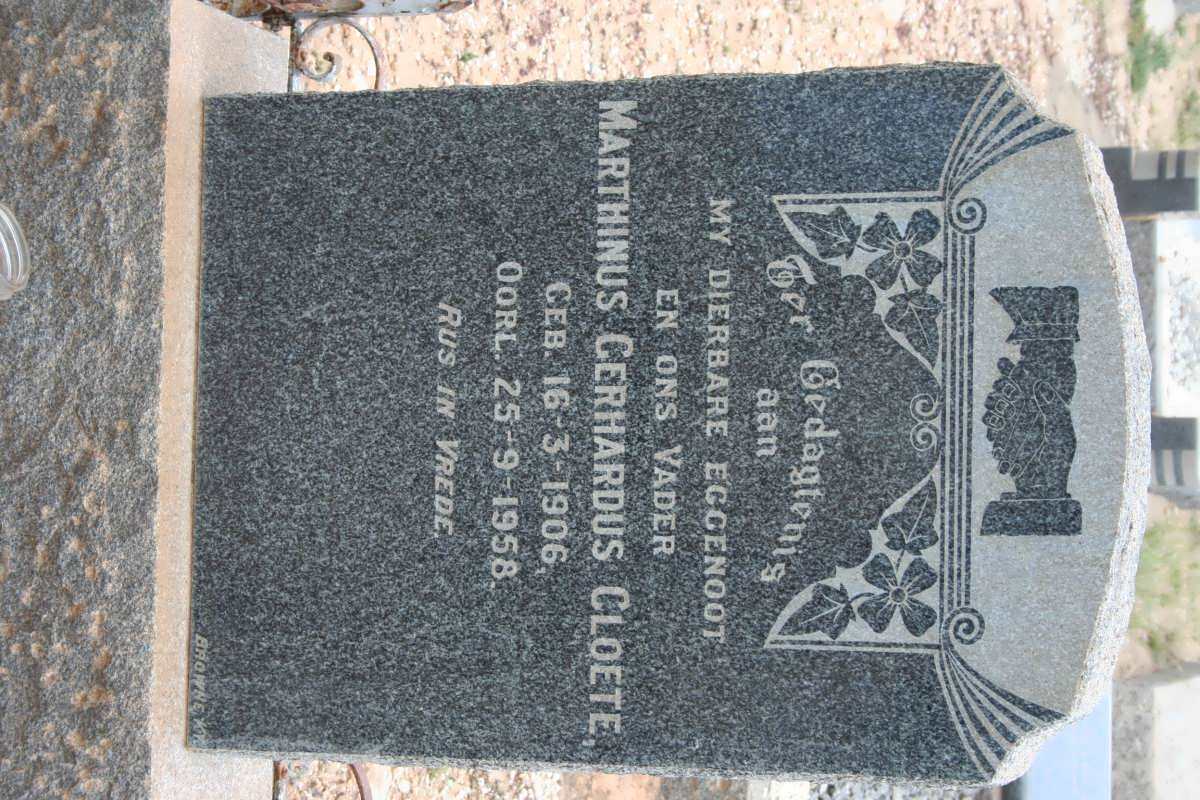 Ter Gedagtenis
aan
MY DIERBARE EGGENOOT
EN ONS VADER
MARTHINUS GERHARDUS CLOETE,
GEB. 16-3-1906,
OORL. 25-9-1958.
RUS IN VREDE.